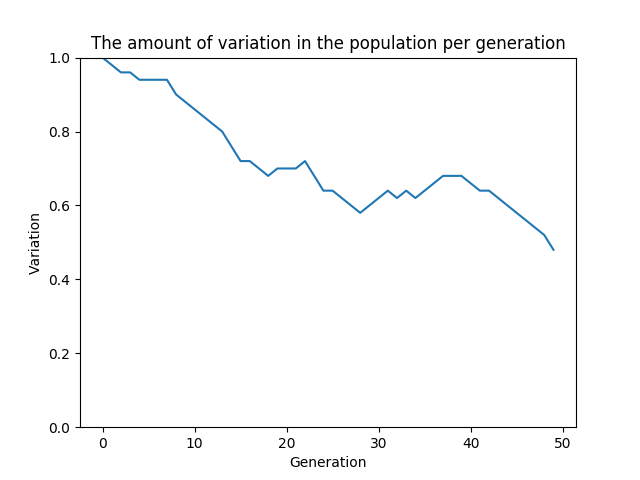 The amount of variation in the population per generation
1.0
0.8
0.6
0.4
0.2
0.0
Variation
0 10 20 30 40 50
Generation